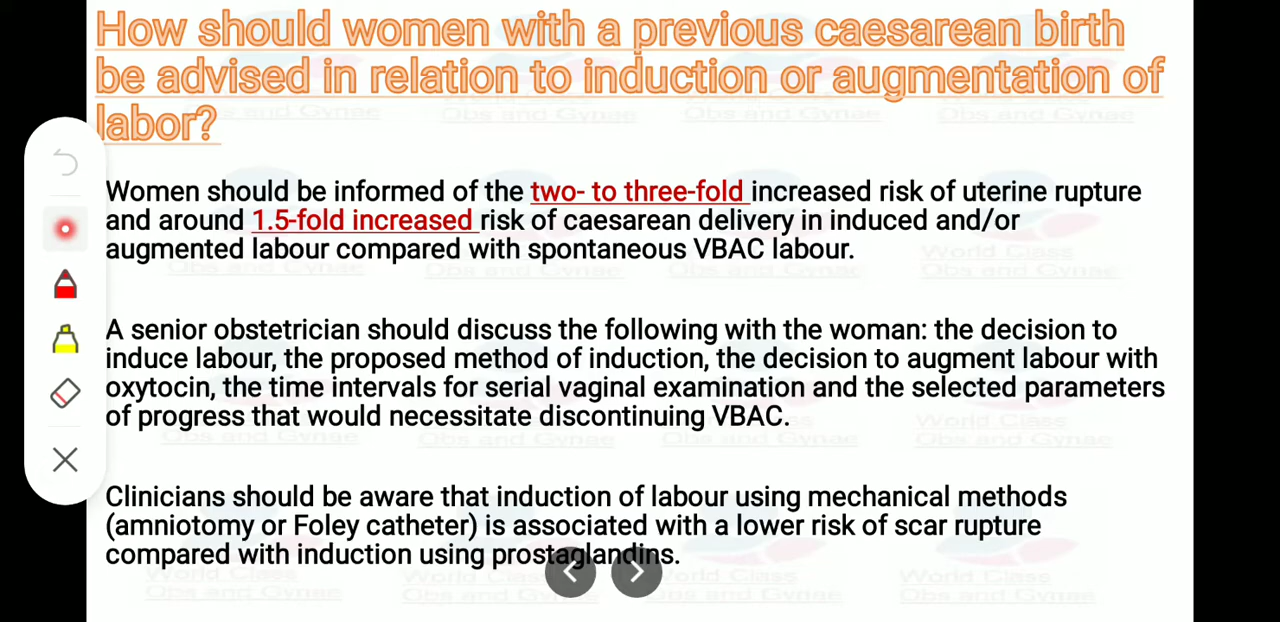 How should women with a previous caesarean birth
be advised in relation to induction or augmentation of
labor?
Women should be informed of the two- to three-fold increased risk of uterine rupture
and around 1.5-fold increased risk of caesarean delivery in induced and/or
augmented labour compared with spontaneous VBAC labour.
A senior obstetrician should discuss the following with the woman: the decision to
induce labour, the proposed method of induction, the decision to augment labour with
oxytocin, the time intervals for serial vaginal examination and the selected parameters
of progress that would necessitate discontinuing VBAC.
Clinicians should be aware that induction of labour using mechanical methods
(amniotomy or Foley catheter) is associated with a lower risk of scar rupture
compared with induction using prostaglandins.
World Class
Obs and Gynae